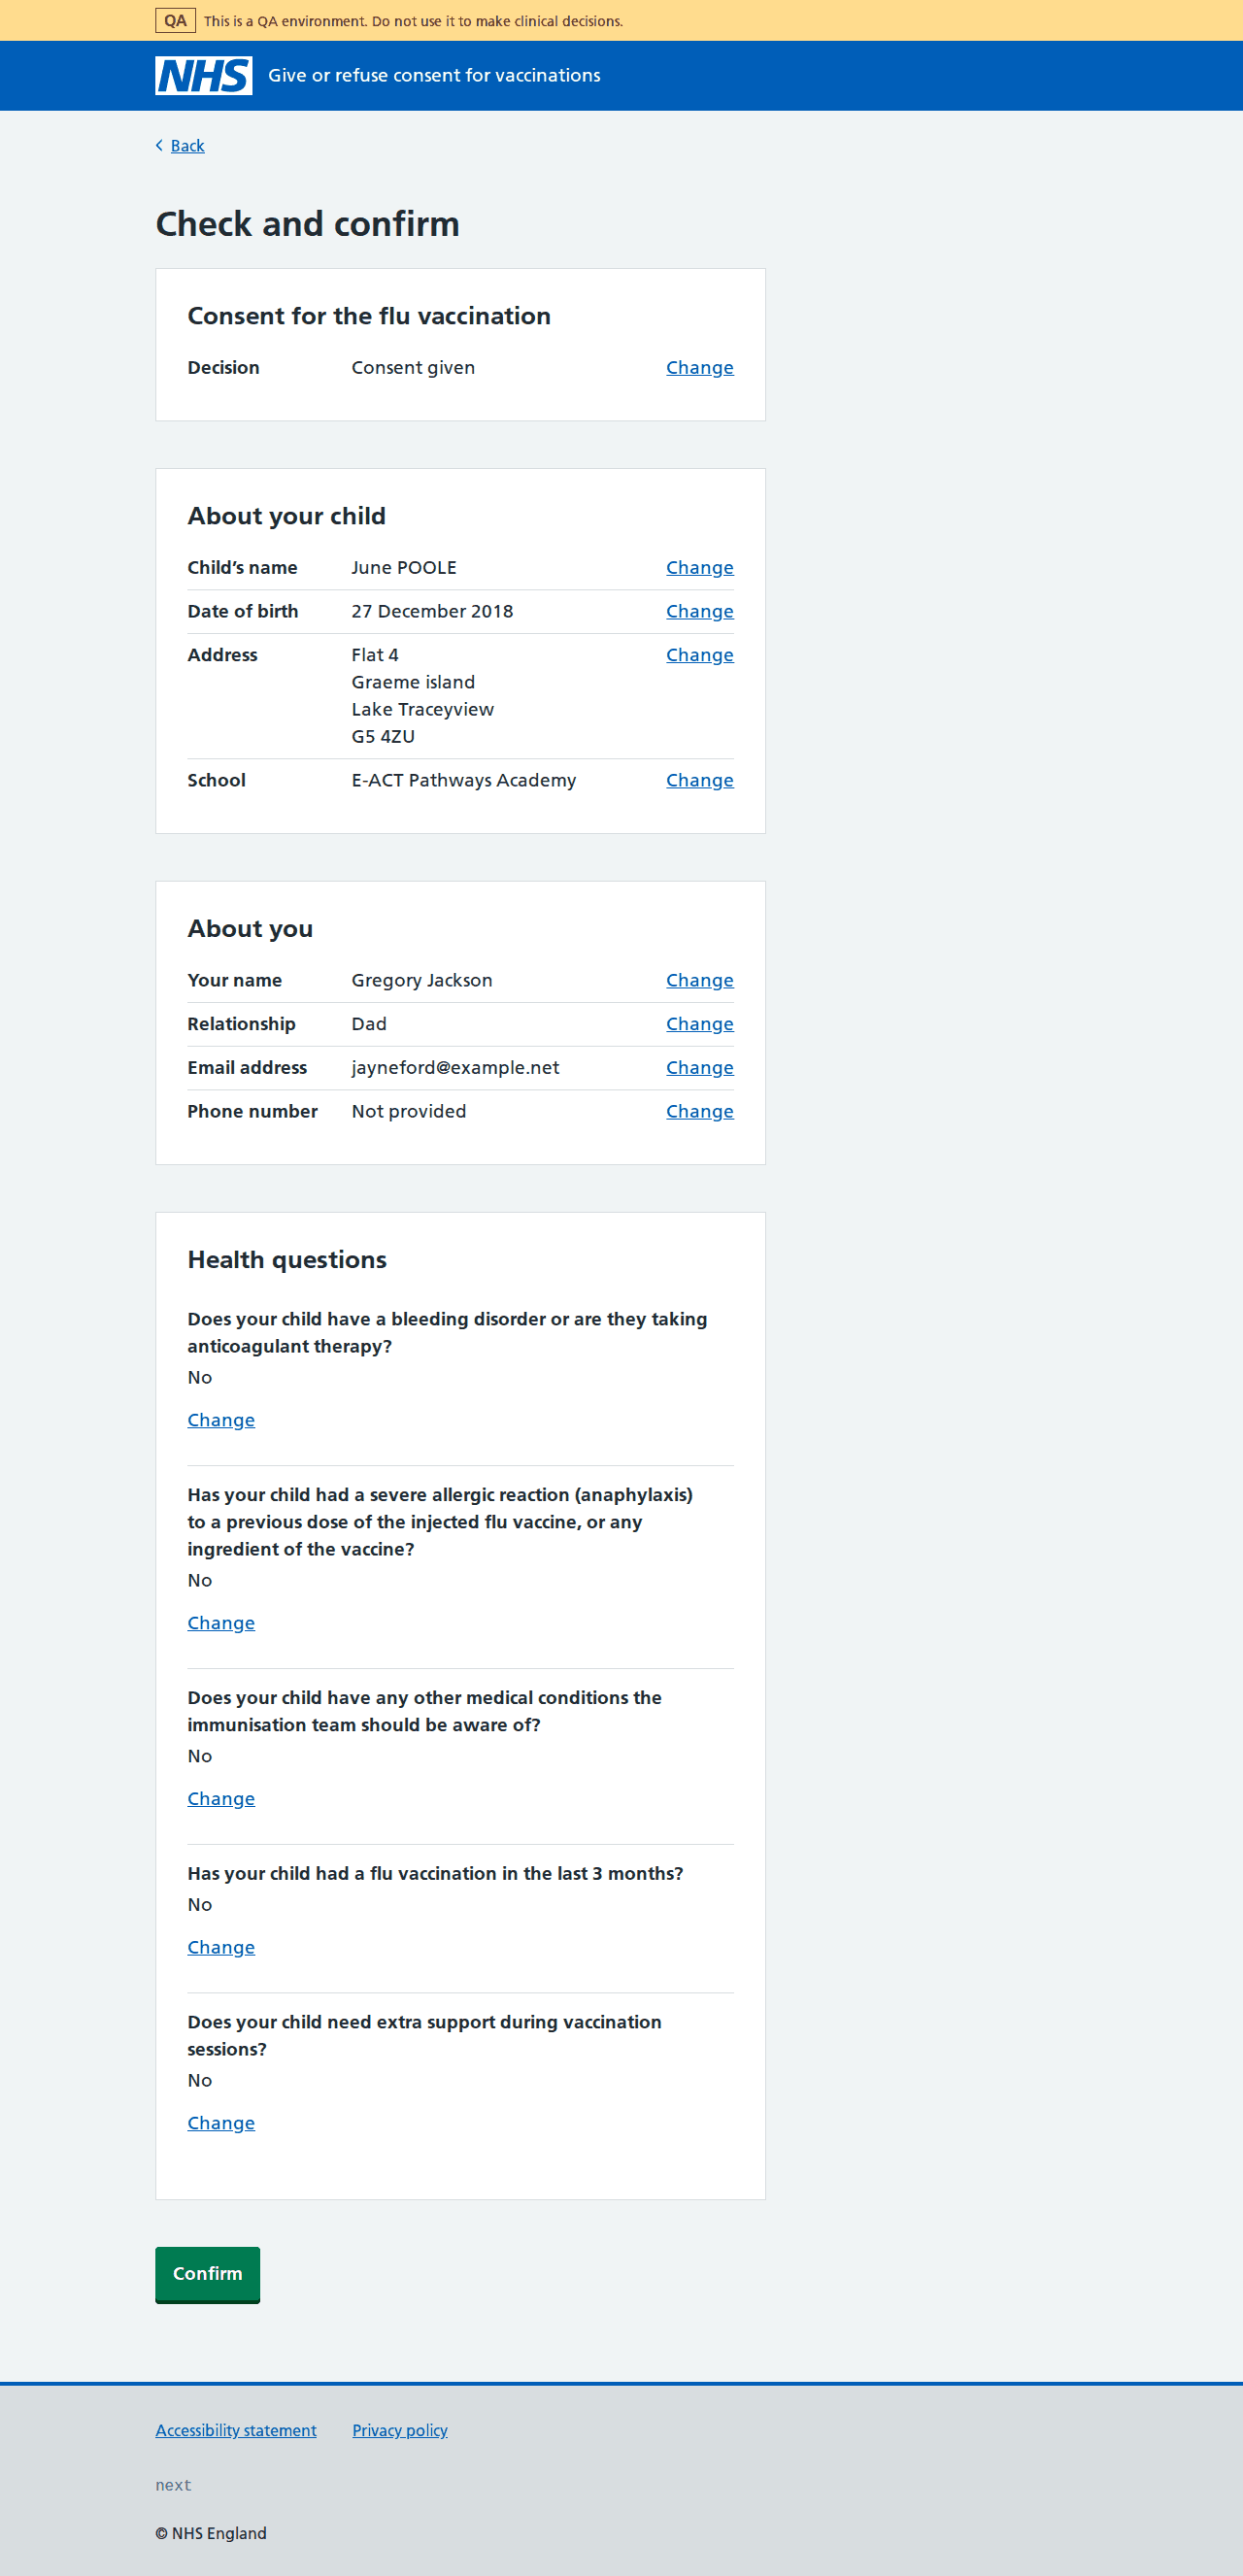 QA This is a QA environment. Do not use it to make clinical decisions.
NHS Give or refuse consent for vaccinations
Back
Check and confirm
Consent for the flu vaccination
Decision Consent given Change
About your child
Child’s name June POOLE Change
Date of birth 27 December 2018 Change
Address Flat 4 Change
Graeme island
Lake Traceyview
G5 4ZU
School E-ACT Pathways Academy Change
About you
Your name Gregory Jackson Change
Relationship Dad Change
Email address jayneford@example.net Change
Phone number Not provided Change
Health questions
Does your child have a bleeding disorder or are they taking
anticoagulant therapy?
No
Change
Has your child had a severe allergic reaction (anaphylaxis)
to a previous dose of the injected flu vaccine, or any
ingredient of the vaccine?
No
Change
Does your child have any other medical conditions the
immunisation team should be aware of?
No
Change
Has your child had a flu vaccination in the last 3 months?
No
Change
Does your child need extra support during vaccination
sessions?
No
Change
Confirm
Accessibility statement Privacy policy
next
© NHS England